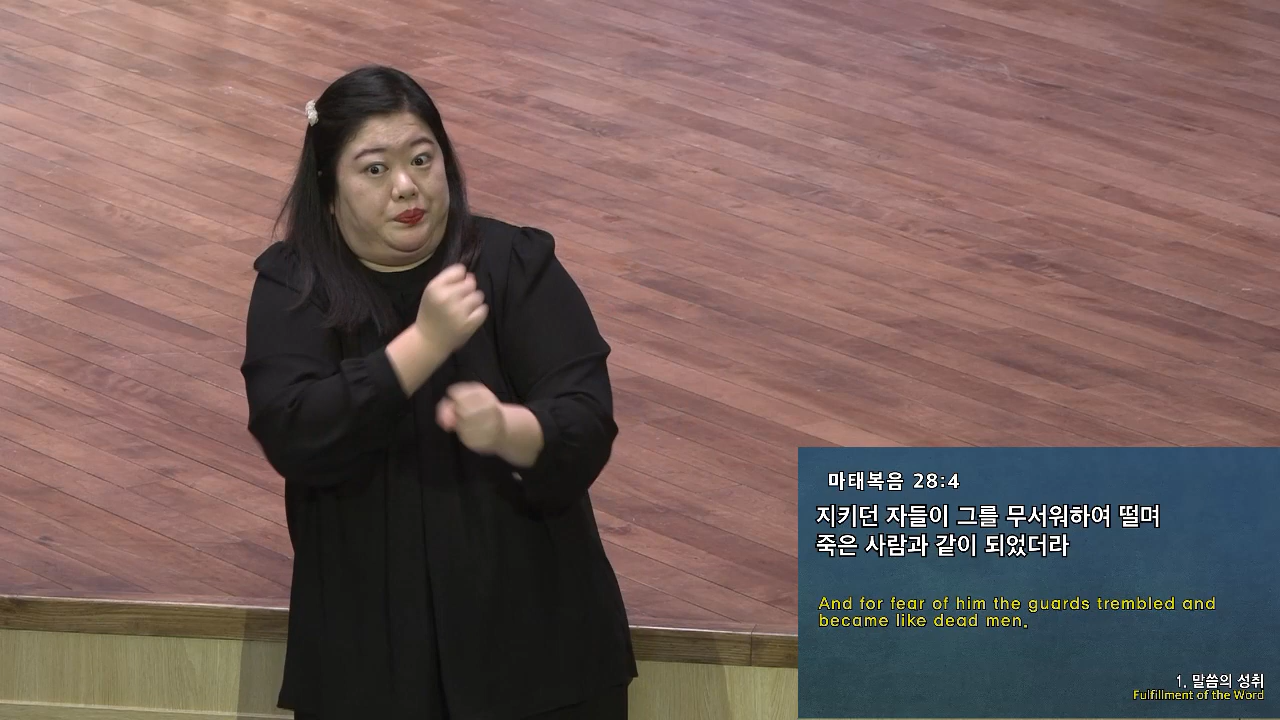 마태복음 28:4
지키던 자들이 그를 무서워하여 떨며
죽은 사람과 같이 되었더라
And for fear of him the guards trembled and
became like dead men.
1. 말씀의 성취
Fulfillment of the Word